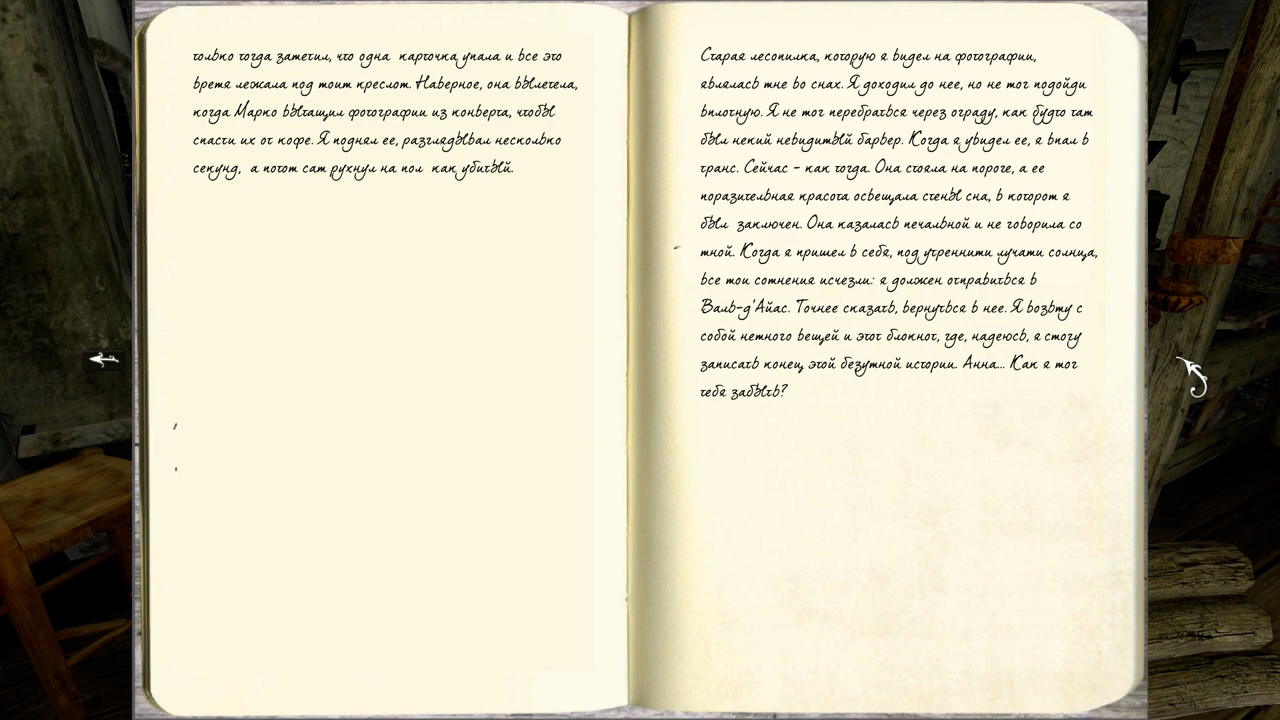 только тогда заметил, что одна карточка упала и все это
время лежала под моим креслом. Наверное, она вылетела,
когда Марко вытащил фотографии из конверта, чтобы
спасти их от кофе. Я поднял ее, разглядывал несколько
секунд, а потом сам рухнул на пол как убитый.
Старая лесопилка, которую я видел на фотографии,
являлась мне во снах. Я доходил до нее, но не мог подойди
вплотную. Я не мог перебраться через ограду, как будто там
был некий невидимый барьер. Когда я увидел ее, я впал в
транс. Сейчас - как тогда. Она стояла на пороге, а ее
поразительная красота освещала стены сна, в котором я
был заключен. Она казалась печальной и не говорила со
мной. Когда я пришел в себя, под утренними лучами солнца,
все мои сомнения исчезли: я должен отправиться в
Валь-д'Айас. Точнее сказать, вернуться в нее. Я возьму с
собой немного вещей и этот блокнот, где, надеюсь, я смогу
записать конец этой безумной истории. Анна... Как я мог
тебя забыть?